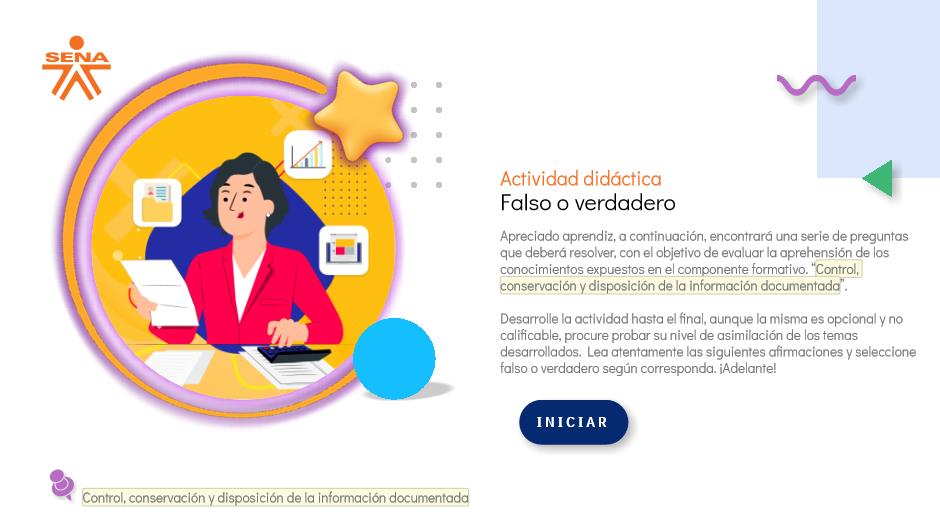 SENA
Actividad didáctica
Falso o verdadero
Apreciado aprendiz, a continuación, encontrará una serie de preguntas
que deberá resolver, con el objetivo de evaluar la aprehensión de los
conocimientos expuestos en el componente formativo. “Control,
conservación y disposición de la información documentada”.
Desarrolle la actividad hasta el final, aunque la misma es opcional y no
calificable, procure probar su nivel de asimilación de los temas
desarrollados. Lea atentamente las siguientes afirmaciones y seleccione
falso o verdadero según corresponda. ¡Adelante!
INICIAR
Control, conservación y disposición de la información documentada